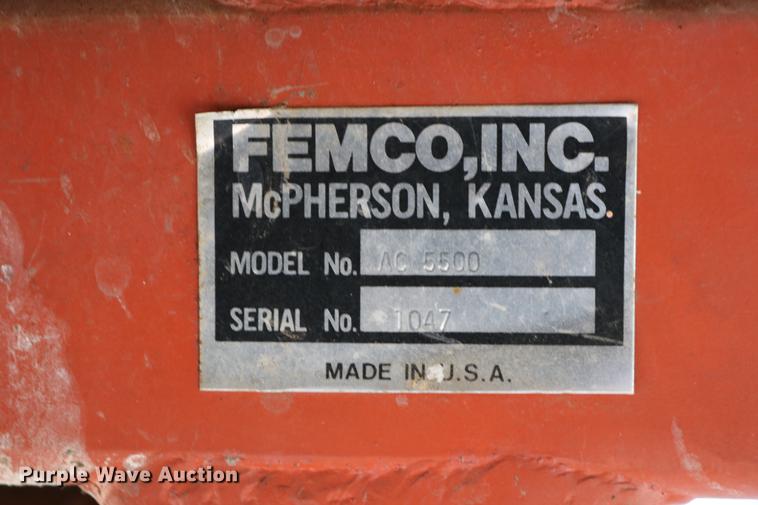 FEMCO, INC.
McPHERSON, KANSAS.
MODEL No. AC 5500
SERIAL No. 1047
MADE IN U.S.A.
Purple Wave Auction